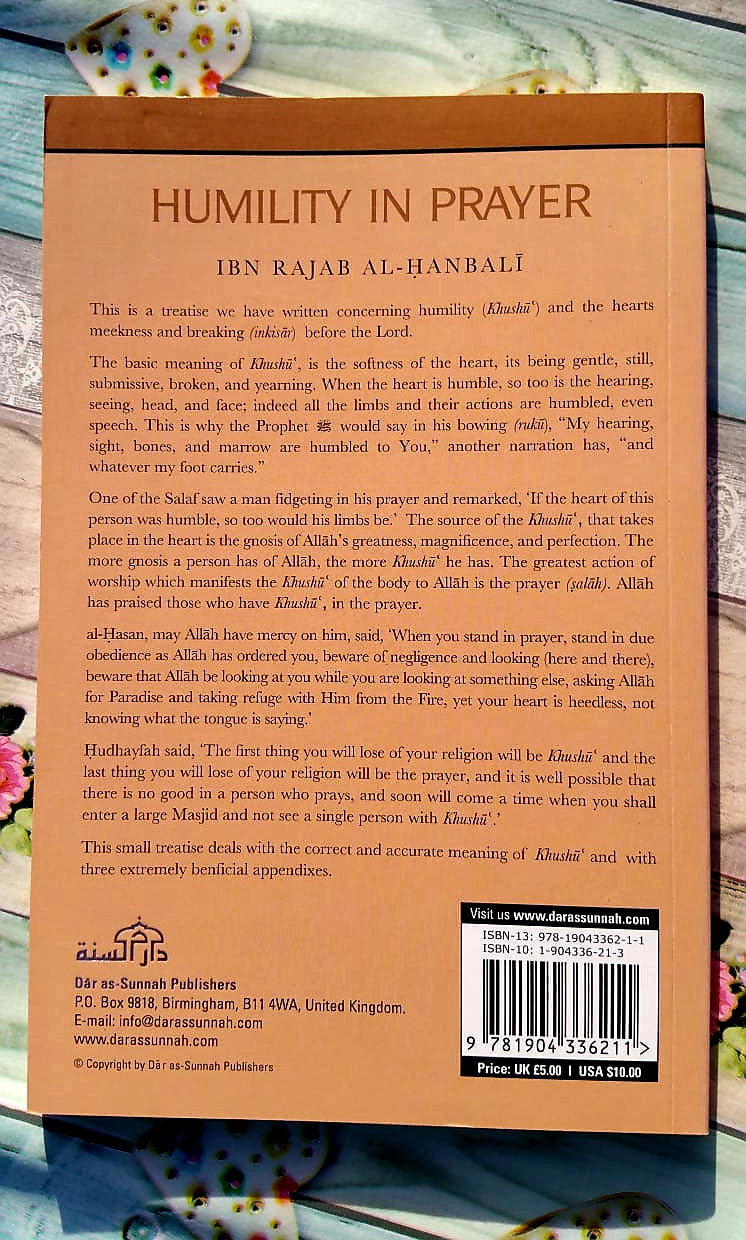 HUMILITY IN PRAYER
IBN RAJAB AL-ḤANBALĪ
This is a treatise we have written concerning humility (Khushūʿ) and the hearts
meekness and breaking (inkisār) before the Lord.
The basic meaning of Khushūʿ, is the softness of the heart, its being gentle, still,
submissive, broken, and yearning. When the heart is humble, so too is the hearing,
seeing, head, and face; indeed all the limbs and their actions are humbled, even
speech. This is why the Prophet ﷺ would say in his bowing (rukū), “My hearing,
sight, bones, and marrow are humbled to You,” another narration has, “and
whatever my foot carries.”
One of the Salaf saw a man fidgeting in his prayer and remarked, ‘If the heart of this
person was humble, so too would his limbs be.’ The source of the Khushūʿ, that takes
place in the heart is the gnosis of Allāh’s greatness, magnificence, and perfection. The
more gnosis a person has of Allāh, the more Khushūʿ he has. The greatest action of
worship which manifests the Khushūʿ of the body to Allāh is the prayer (ṣalāh). Allāh
has praised those who have Khushūʿ, in the prayer.
al-Ḥasan, may Allāh have mercy on him, said, ‘When you stand in prayer, stand in due
obedience as Allāh has ordered you, beware of negligence and looking (here and there),
beware that Allāh be looking at you while you are looking at something else, asking Allāh
for Paradise and taking refuge with Him from the Fire, yet your heart is heedless, not
knowing what the tongue is saying.’
Ḥudhayfah said, ‘The first thing you will lose of your religion will be Khushūʿ and the
last thing you will lose of your religion will be the prayer, and it is well possible that
there is no good in a person who prays, and soon will come a time when you shall
enter a large Masjid and not see a single person with Khushūʿ.’
This small treatise deals with the correct and accurate meaning of Khushūʿ and with
three extremely benficial appendixes.
دار السنة
Dâr as-Sunnah Publishers
P.O. Box 9818, Birmingham, B11 4WA, United Kingdom.
E-mail: info@darassunnah.com
www.darassunnah.com
© Copyright by Dâr as-Sunnah Publishers
Visit us www.darassunnah.com
ISBN-13: 978-19043362-1-1
ISBN-10: 1-904336-21-3
9 781904 336211 >
Price: UK £5.00 I USA $10.00